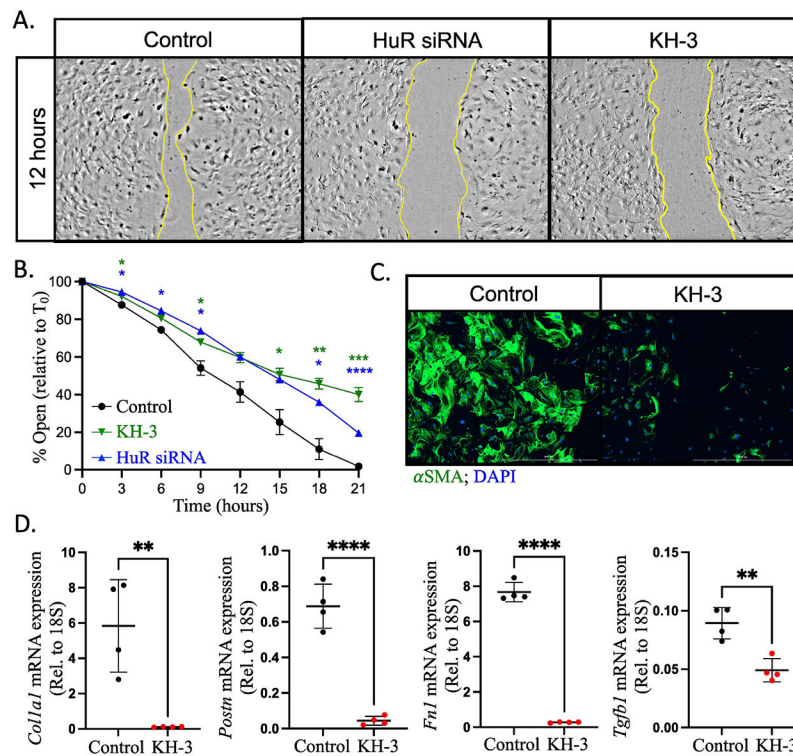 A.
Control
HuR siRNA
KH-3
12 hours
B.
% Open (relative to T0)
100
80
60
40
20
0
* * * * * ** ***
* * * * ****
Control
KH-3
HuR siRNA
0 3 6 9 12 15 18 21
Time (hours)
C.
Control
KH-3
αSMA; DAPI
D.
Col1a1 mRNA expression
(Rel. to 18S)
10
8
6
4
2
0
**
Control KH-3
Postn mRNA expression
(Rel. to 18S)
1.0
0.8
0.6
0.4
0.2
0.0
****
Control KH-3
Fn1 mRNA expression
(Rel. to 18S)
10
8
6
4
2
0
****
Control KH-3
Tgfb1 mRNA expression
(Rel. to 18S)
0.15
0.10
0.05
0.00
**
Control KH-3